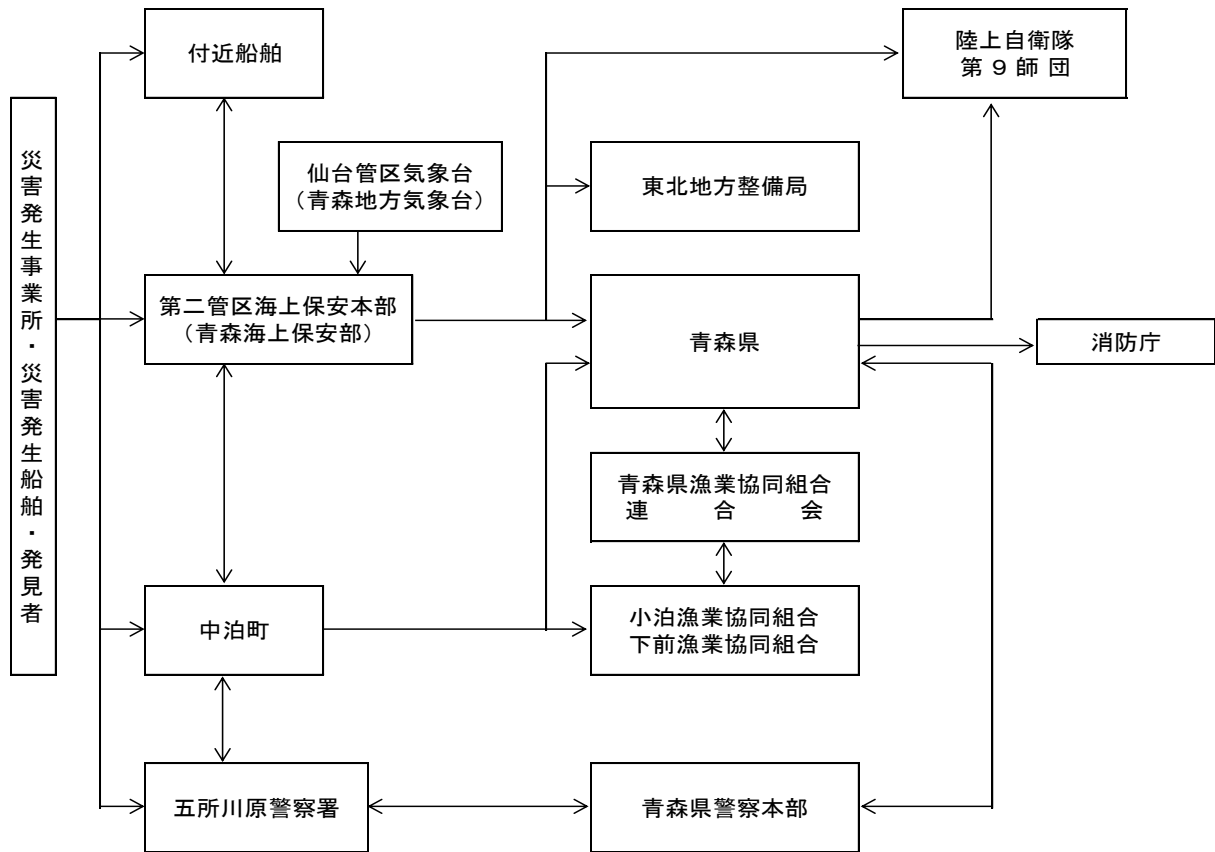 災害発生事業所・災害発生船舶・発見者
付近船舶
陸上自衛隊
第９師団
仙台管区気象台
（青森地方気象台）
東北地方整備局
第二管区海上保安本部
（青森海上保安部）
青森県
消防庁
青森県漁業協同組合
連合会
中泊町
小泊漁業協同組合
下前漁業協同組合
五所川原警察署
青森県警察本部